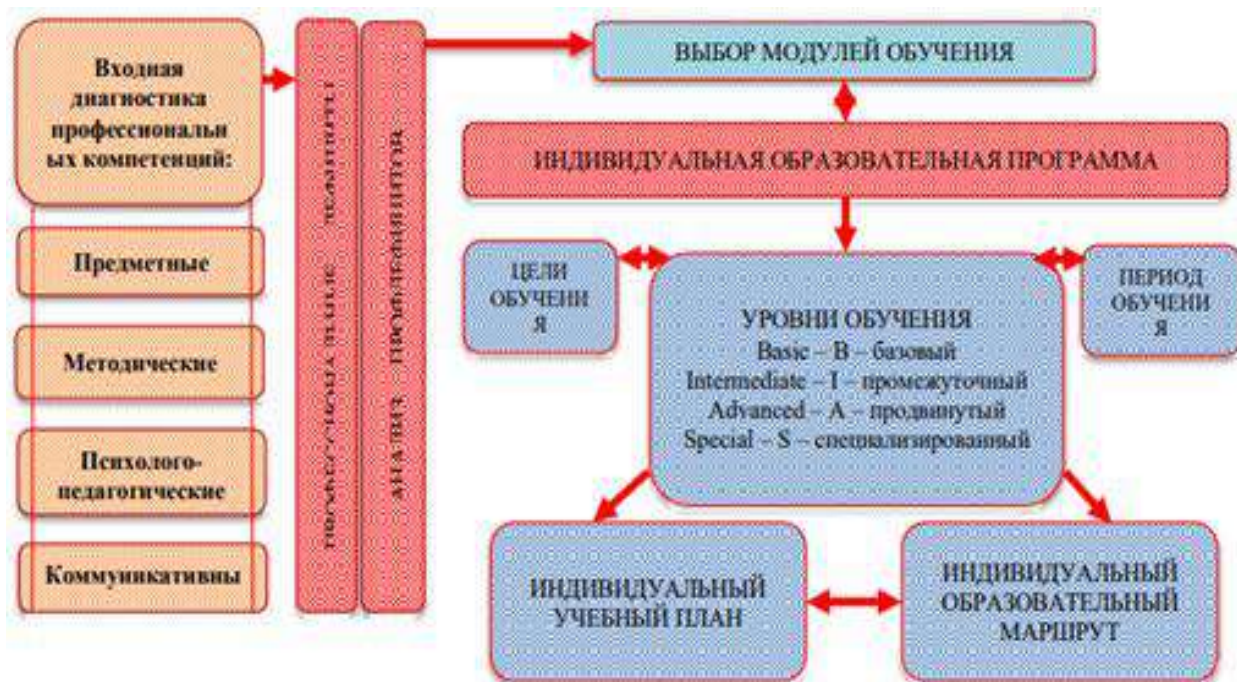 Входная
диагностика
профессиональн
ых компетенций:
Предметные
Методические
Психолого-
педагогические
Коммуникативны
АНАЛИЗ
ВЫБОР МОДУЛЕЙ ОБУЧЕНИЯ
ИНДИВИДУАЛЬНАЯ ОБРАЗОВАТЕЛЬНАЯ ПРОГРАММА
ЦЕЛИ
ОБУЧЕНИ
Я
УРОВНИ ОБУЧЕНИЯ
Basic – B – базовый
Intermediate – I – промежуточный
Advanced – A – продвинутый
Special – S – специализированный
ПЕРИОД
ОБУЧЕНИ
Я
ИНДИВИДУАЛЬНЫЙ
УЧЕБНЫЙ ПЛАН
ИНДИВИДУАЛЬНЫЙ
ОБРАЗОВАТЕЛЬНЫЙ
МАРШРУТ